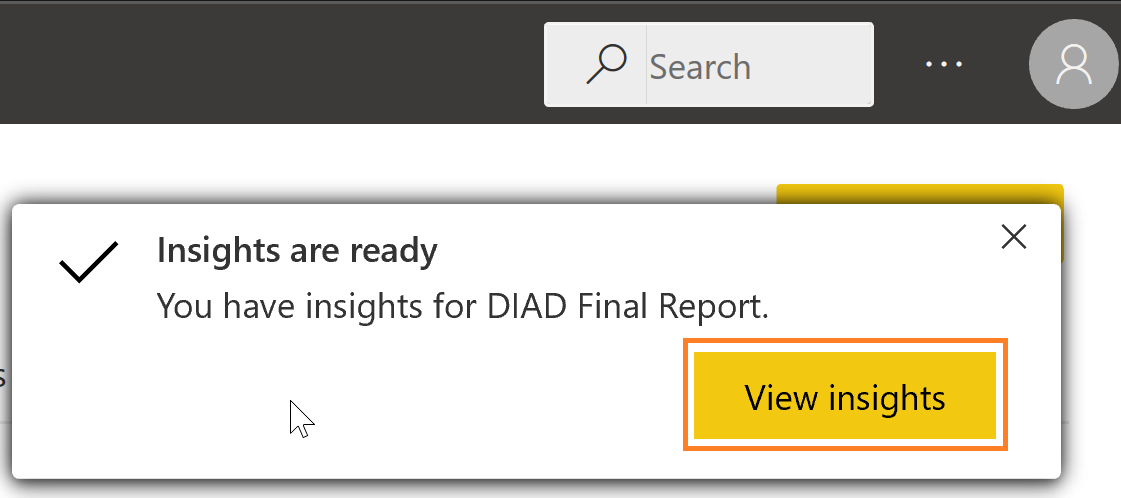 Search
Insights are ready
You have insights for DIAD Final Report.
s
View insights